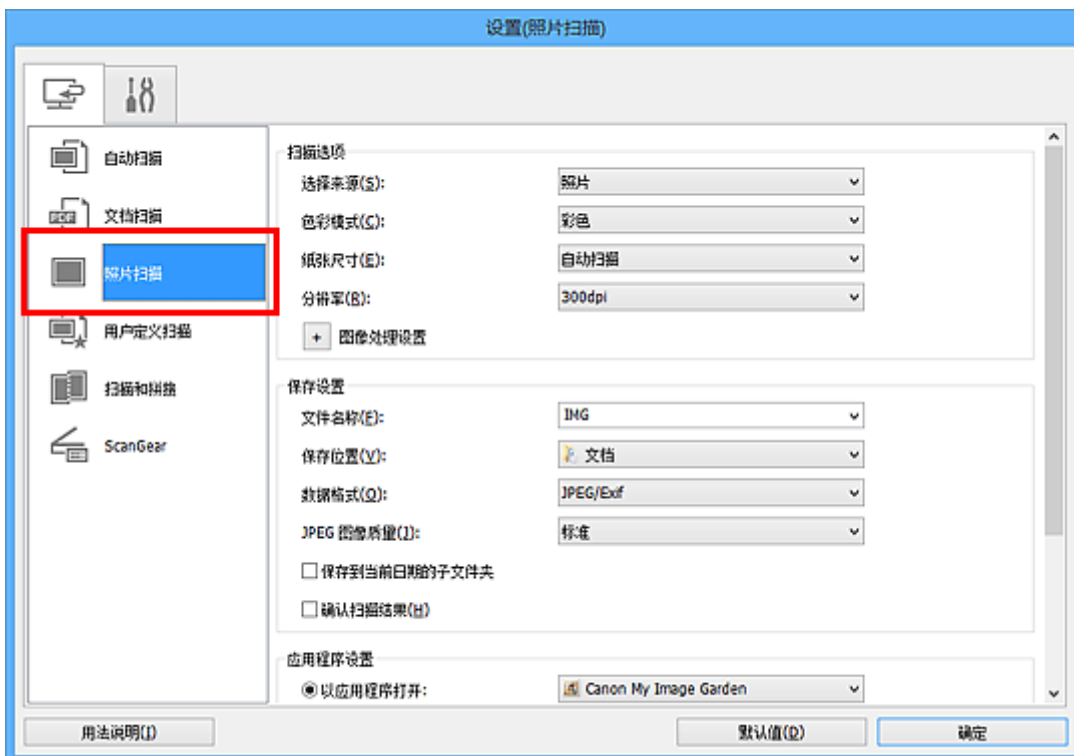 设置(照片扫描)
自动扫描
文档扫描
照片扫描
用户定义扫描
扫描和拼接
ScanGear
扫描选项
选择来源(S): 照片
色彩模式(C): 彩色
纸张尺寸(E): 自动扫描
分辨率(R): 300dpi
+ 图像处理设置
保存设置
文件名称(F): IMG
保存位置(V): 文档
数据格式(O): JPEG/Exif
JPEG 图像质量(J): 标准
保存到当前日期的子文件夹
确认扫描结果(H)
应用程序设置
以应用程序打开: Canon My Image Garden
用法说明(I) 默认值(D) 确定